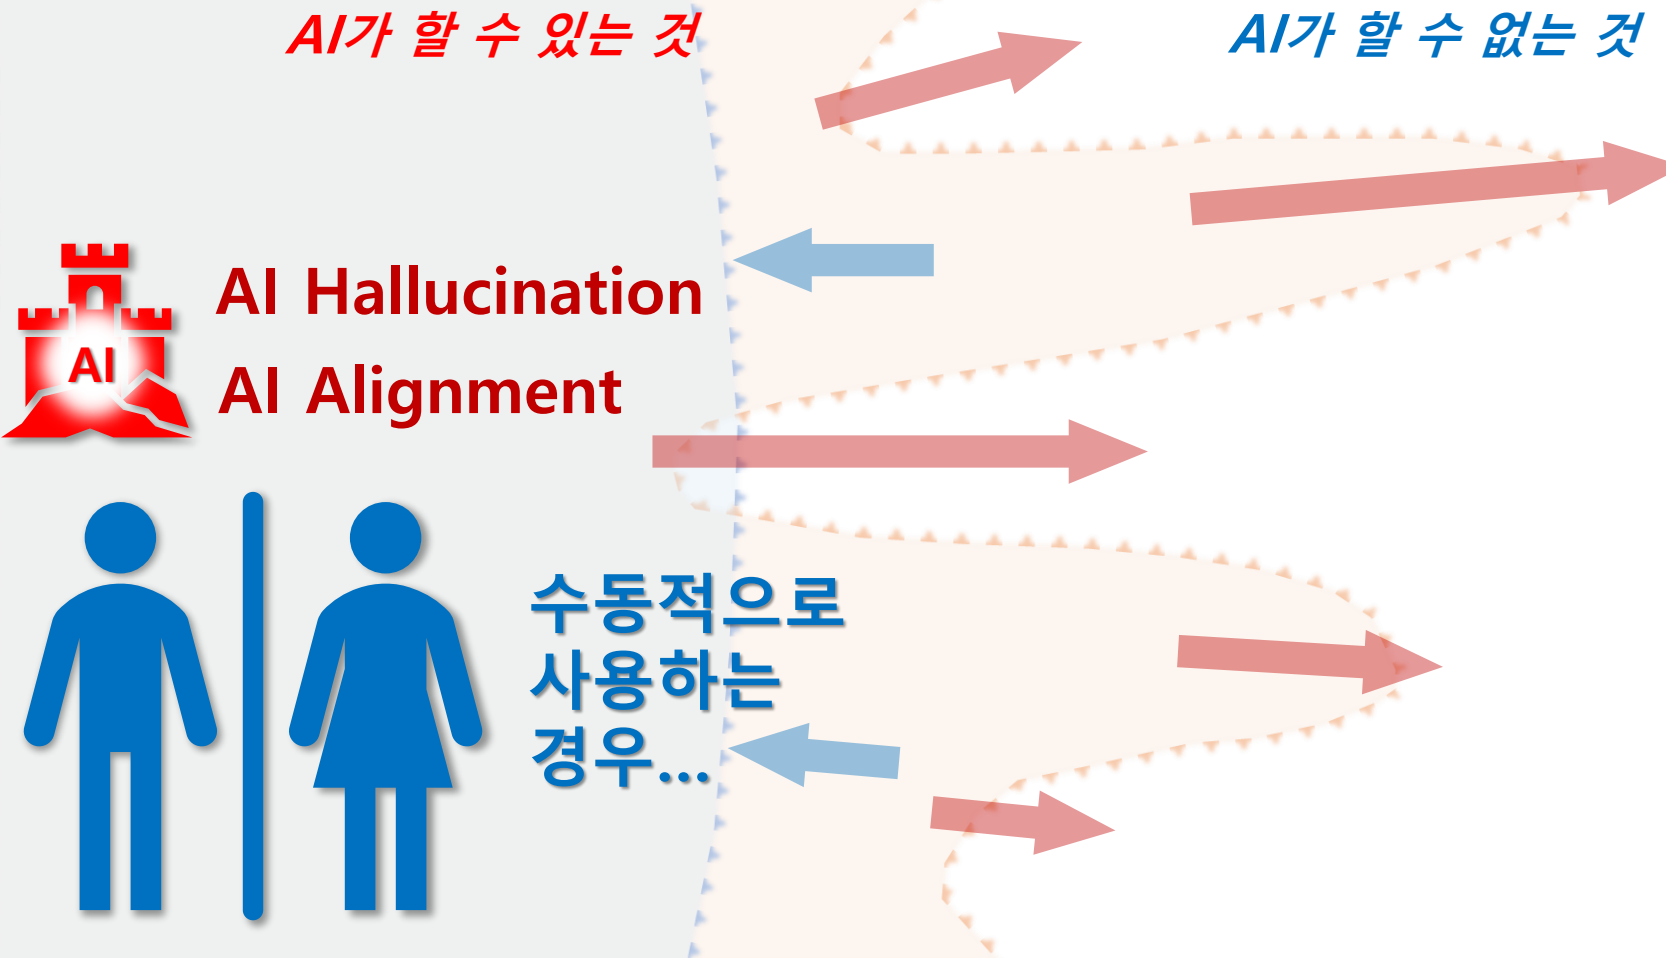 AI가 할 수 있는 것
AI가 할 수 없는 것
AI Hallucination
AI
AI Alignment
수동적으로
사용하는
경우...